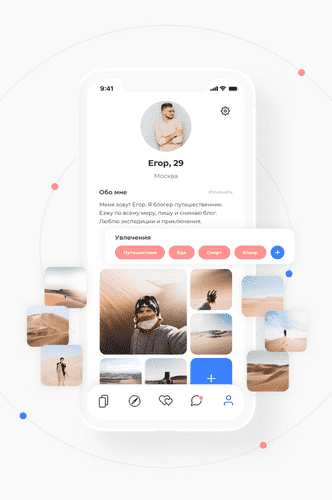 9:41
Егор, 29
Москва
Обо мне
Изменить
Меня зовут Егор. Я блогер-путешественник.
Езжу по всему миру, пишу и снимаю блог.
Люблю экспедиции и приключения.
Увлечения
Путешествия
Еда
Спорт
Юмор
+
+